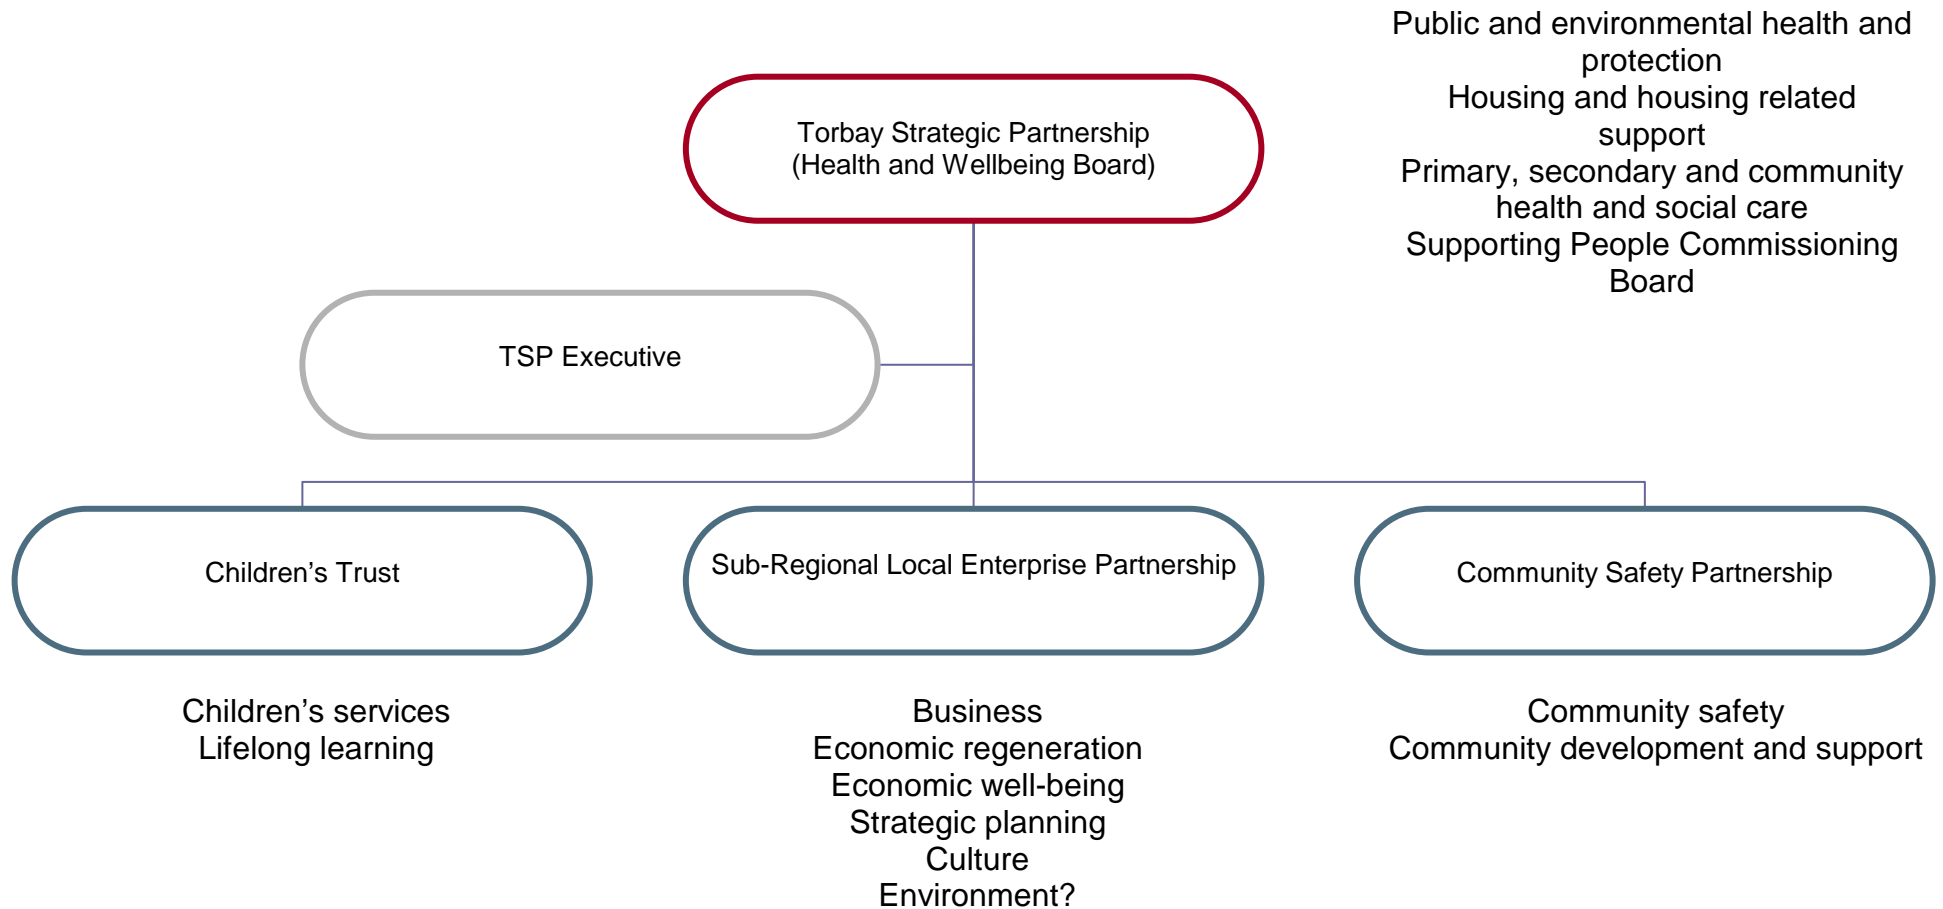 Public and environmental health and
protection
Housing and housing related
support
Primary, secondary and community
health and social care
Supporting People Commissioning
Board
Torbay Strategic Partnership
(Health and Wellbeing Board)
TSP Executive
Children’s Trust
Sub-Regional Local Enterprise Partnership
Community Safety Partnership
Children’s services
Lifelong learning
Business
Economic regeneration
Economic well-being
Strategic planning
Culture
Environment?
Community safety
Community development and support